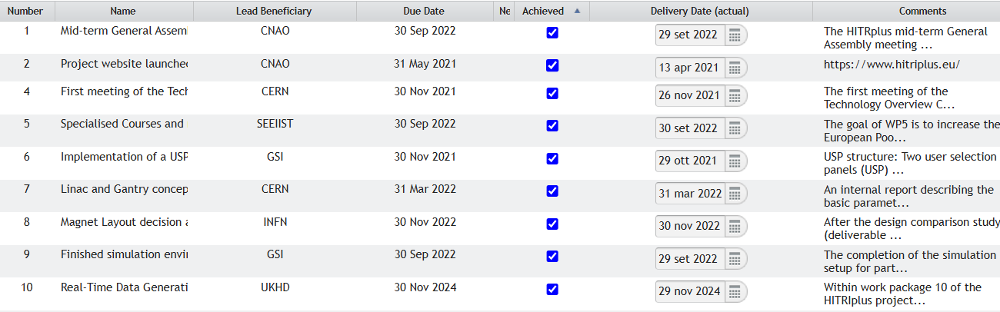 Number Name Lead Beneficiary Due Date Ne Achieved Delivery Date (actual) Comments
1 Mid-term General Assem CNAO 30 Sep 2022 29 set 2022 The HITRplus mid-term General
Assembly meeting ...
2 Project website launched CNAO 31 May 2021 13 apr 2021 https://www.hitriplus.eu/
4 First meeting of the Tech CERN 30 Nov 2021 26 nov 2021 The first meeting of the
Technology Overview C...
5 Specialised Courses and SEEIIST 30 Sep 2022 30 set 2022 The goal of WP5 is to increase the
European Poo...
6 Implementation of a USP GSI 30 Nov 2021 29 ott 2021 USP structure: Two user selection
panels (USP) ...
7 Linac and Gantry concep CERN 31 Mar 2022 31 mar 2022 An internal report describing the
basic paramet...
8 Magnet Layout decision a INFN 30 Nov 2022 30 nov 2022 After the design comparison study
(deliverable ...
9 Finished simulation envir GSI 30 Sep 2022 29 set 2022 The completion of the simulation
setup for part...
10 Real-Time Data Generati UKHD 30 Nov 2024 29 nov 2024 Within work package 10 of the
HITRIplus project...